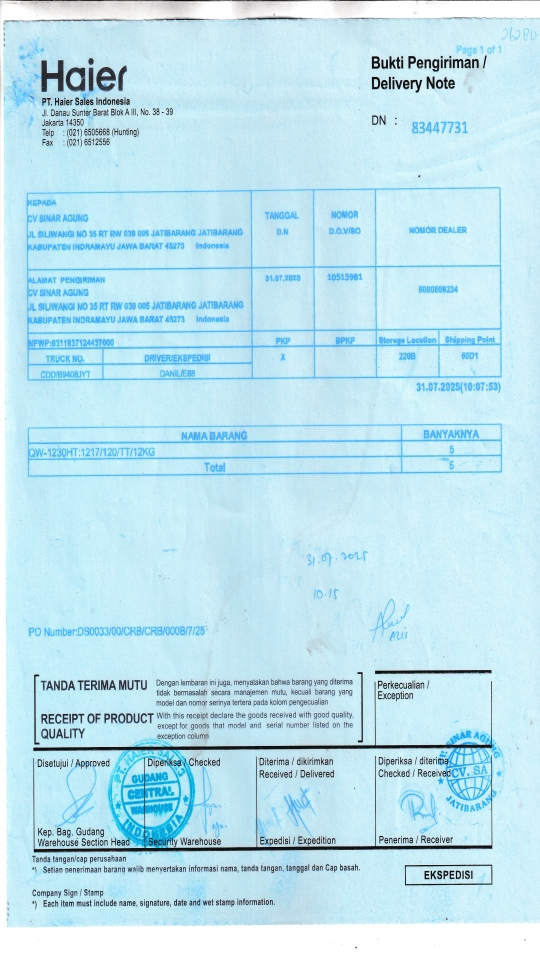 Page 1 of 1
Haier
Bukti Pengiriman /
Delivery Note
PT. Haier Sales Indonesia
Jl. Danau Sunter Barat Blok A III, No. 38 - 39
Jakarta 14350
Telp : (021) 6505668 (Hunting)
Fax : (021) 6512556
DN : 83447731
KEPADA
CV SINAR AGUNG
JL SILIWANGI NO 35 RT RW 039 005 JATIBARANG JATIBARANG
KABUPATEN INDRAMAYU JAWA BARAT 45273 Indonesia
TANGGAL
D.N
NOMOR
D.O.V/SO
NOMOR DEALER
ALAMAT PENGIRIMAN
CV SINAR AGUNG
JL SILIWANGI NO 35 RT RW 039 005 JATIBARANG JATIBARANG
KABUPATEN INDRAMAYU JAWA BARAT 45273 Indonesia
31.07.2025
10515981
NPWP:0311837124437000
PKP
BPKP
Storage Location
Shipping Point
TRUCK NO.
DRIVER/EKSPEDISI
X
220B
65D1
CDD/B9408JYT
DANIL/E88
31.07.2025(10:07:53)
NAMA BARANG
BANYAKNYA
QW-1230HT:1217/120/TT/12KG
5
Total
5
31.07.2025
10.15
AZIS
PO Number:DS0033/00/CRB/CRB/000B/7/25
TANDA TERIMA MUTU
Dengan lembaran ini juga, menyatakan bahwa barang yang diterima
tidak bermasalah secara manajemen mutu, kecuali barang yang
model dan nomor serinya tertera pada kolom pengecualian
RECEIPT OF PRODUCT
QUALITY
With this receipt declare the goods received with good quality,
except for goods that model and serial number listed on the
exception column
Perkecualian /
Exception
Disetujui / Approved
Diperiksa / Checked
Diterima / dikirimkan
Received / Delivered
Diperiksa / diterima
Checked / Received
PT. HAIER SALES
GUDANG
CENTRAL
WAREHOUSE
INDONESIA
SINAR AGUNG
CV. SA
JATIBARANG
Kep. Bag. Gudang
Warehouse Section Head
Security Warehouse
Expedisi / Expedition
Penerima / Receiver
Tanda tangan/cap perusahaan
*) Setian penerimaan barang wajib menyertakan informasi nama, tanda tangan, tanggal dan Cap basah.
EKSPEDISI
Company Sign / Stamp
*) Each item must include name, signature, date and wet stamp information.